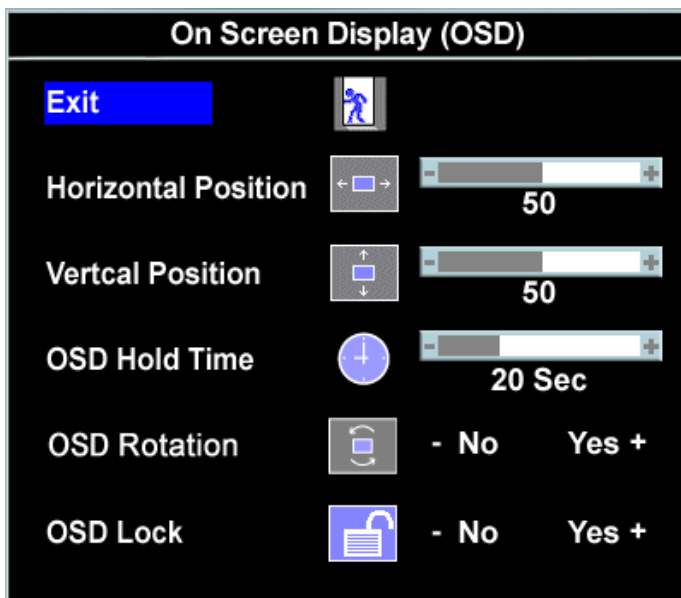 On Screen Display (OSD)
Exit
Horizontal Position - +
50
Vertcal Position - +
50
OSD Hold Time - +
20 Sec
OSD Rotation - No Yes +
OSD Lock - No Yes +